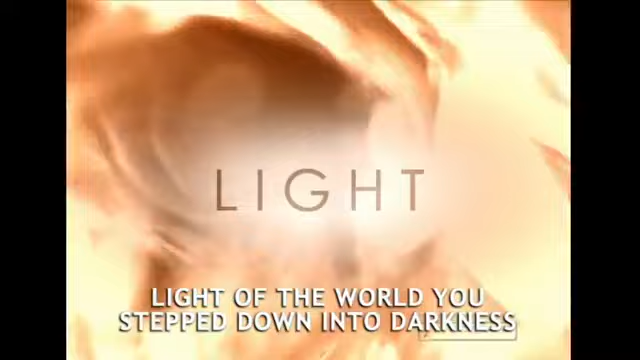 LIGHT
LIGHT OF THE WORLD YOU
STEPPED DOWN INTO DARKNESS